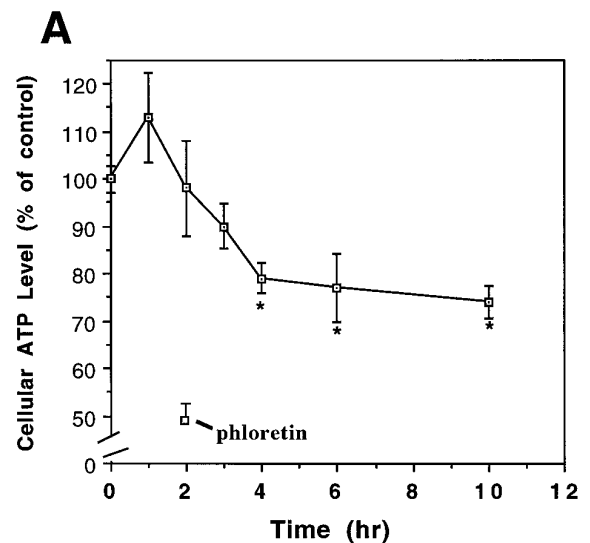 A
Cellular ATP Level (% of control)
120
110
100
90
80
70
60
50
0
*
*
*
phloretin
0 2 4 6 8 10 12
Time (hr)